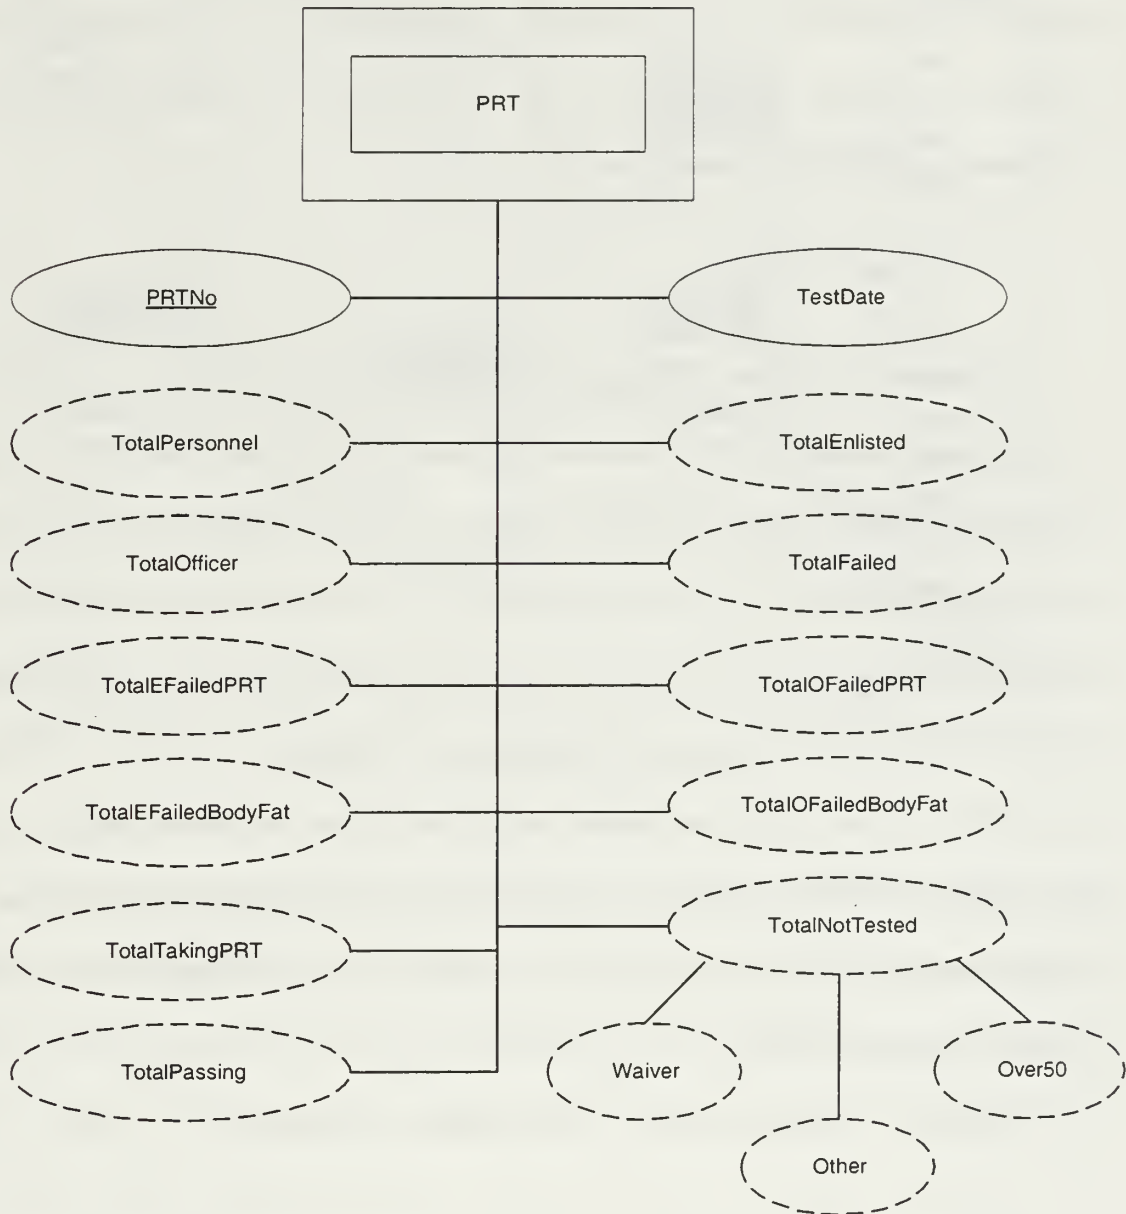 PRT
PRTNo
TestDate
TotalPersonnel
TotalEnlisted
TotalOfficer
TotalFailed
TotalEFailedPRT
TotalOFailedPRT
TotalEFailedBodyFat
TotalOFailedBodyFat
TotalTakingPRT
TotalNotTested
TotalPassing
Waiver
Over50
Other